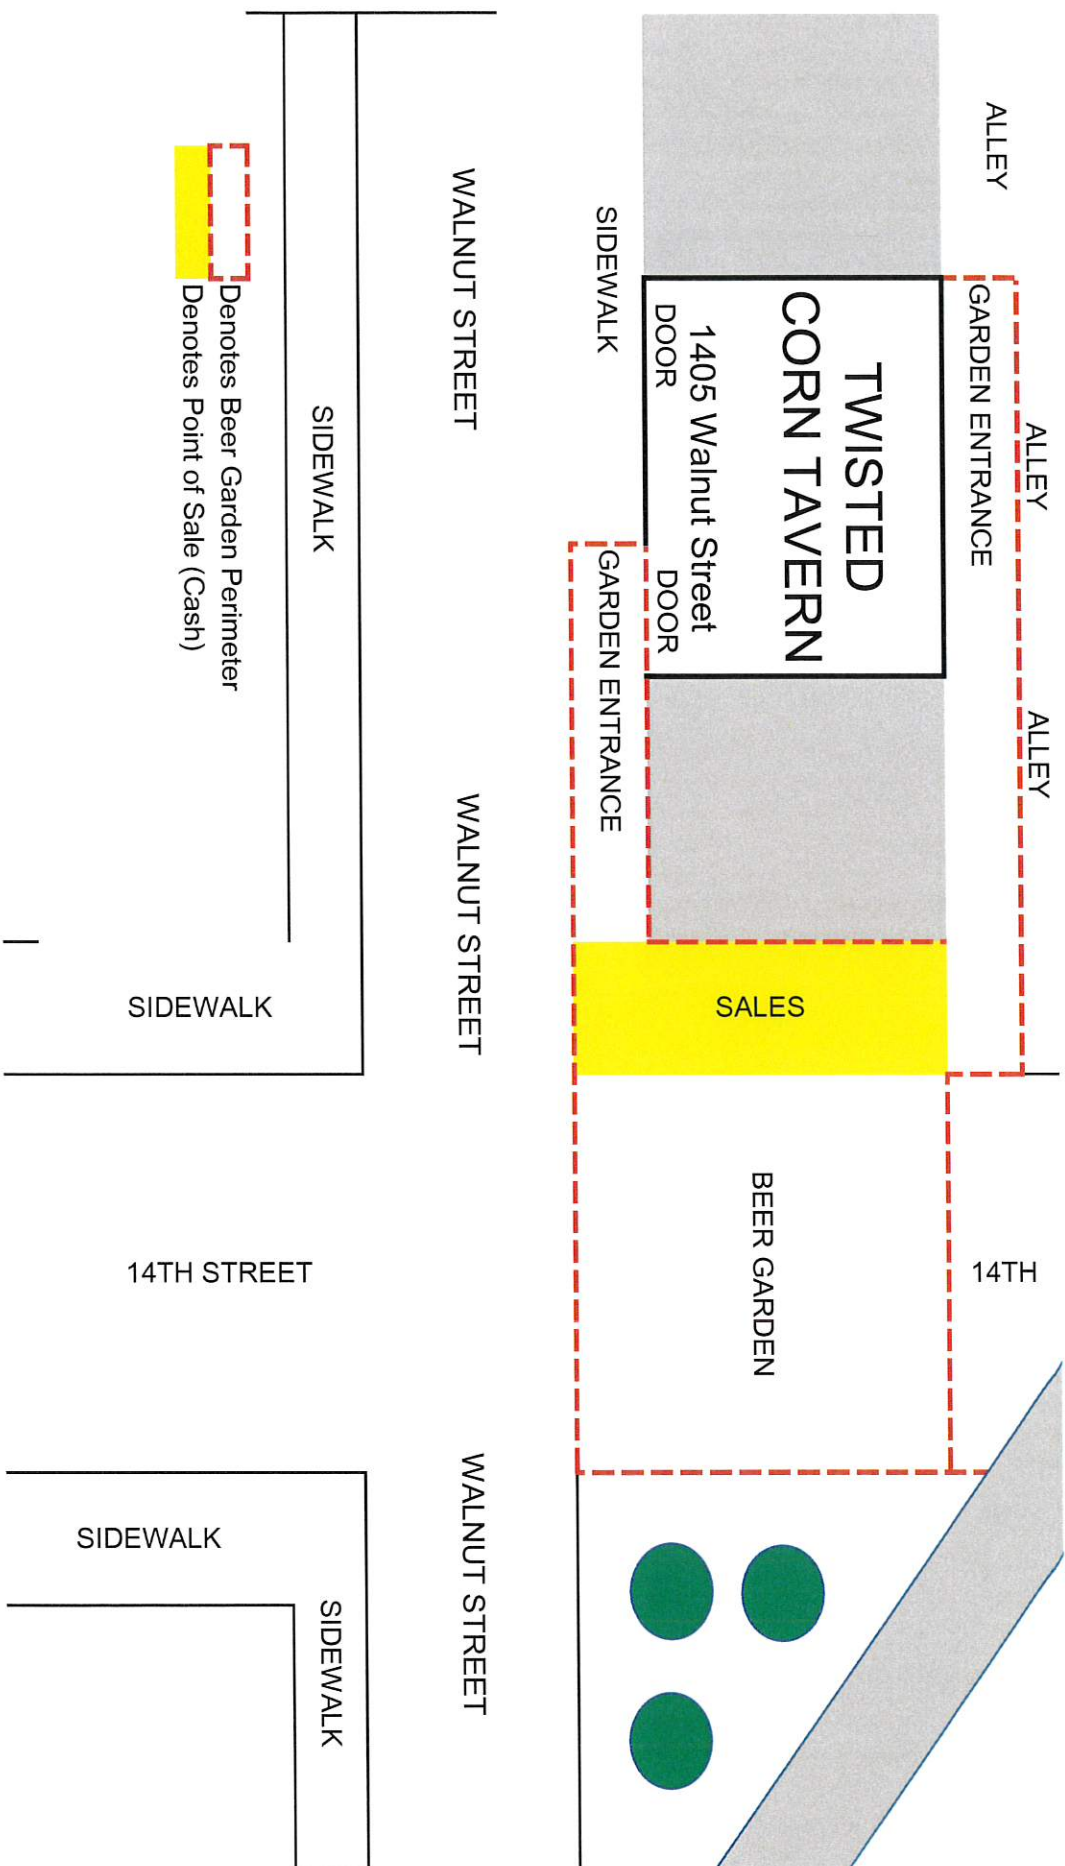 ALLEY
ALLEY
ALLEY
GARDEN ENTRANCE
TWISTED
CORN TAVERN
1405 Walnut Street
DOOR
DOOR
SIDEWALK
GARDEN ENTRANCE
SALES
BEER GARDEN
14TH
WALNUT STREET
WALNUT STREET
WALNUT STREET
SIDEWALK
SIDEWALK
14TH STREET
SIDEWALK
SIDEWALK
Denotes Beer Garden Perimeter
Denotes Point of Sale (Cash)